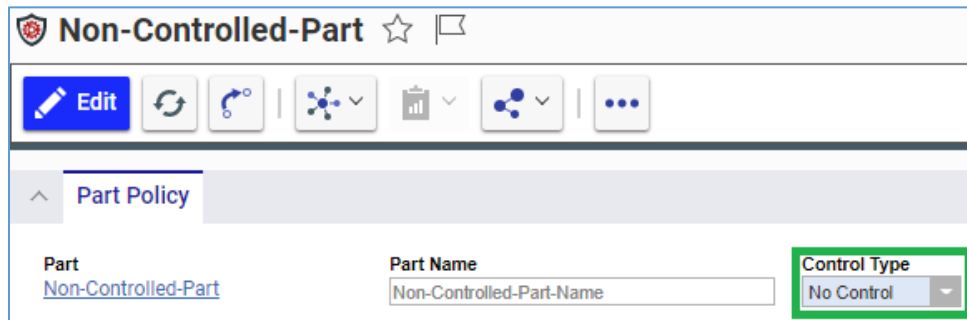 Non-Controlled-Part
Edit
Part Policy
Part Part Name Control Type
Non-Controlled-Part Non-Controlled-Part-Name No Control